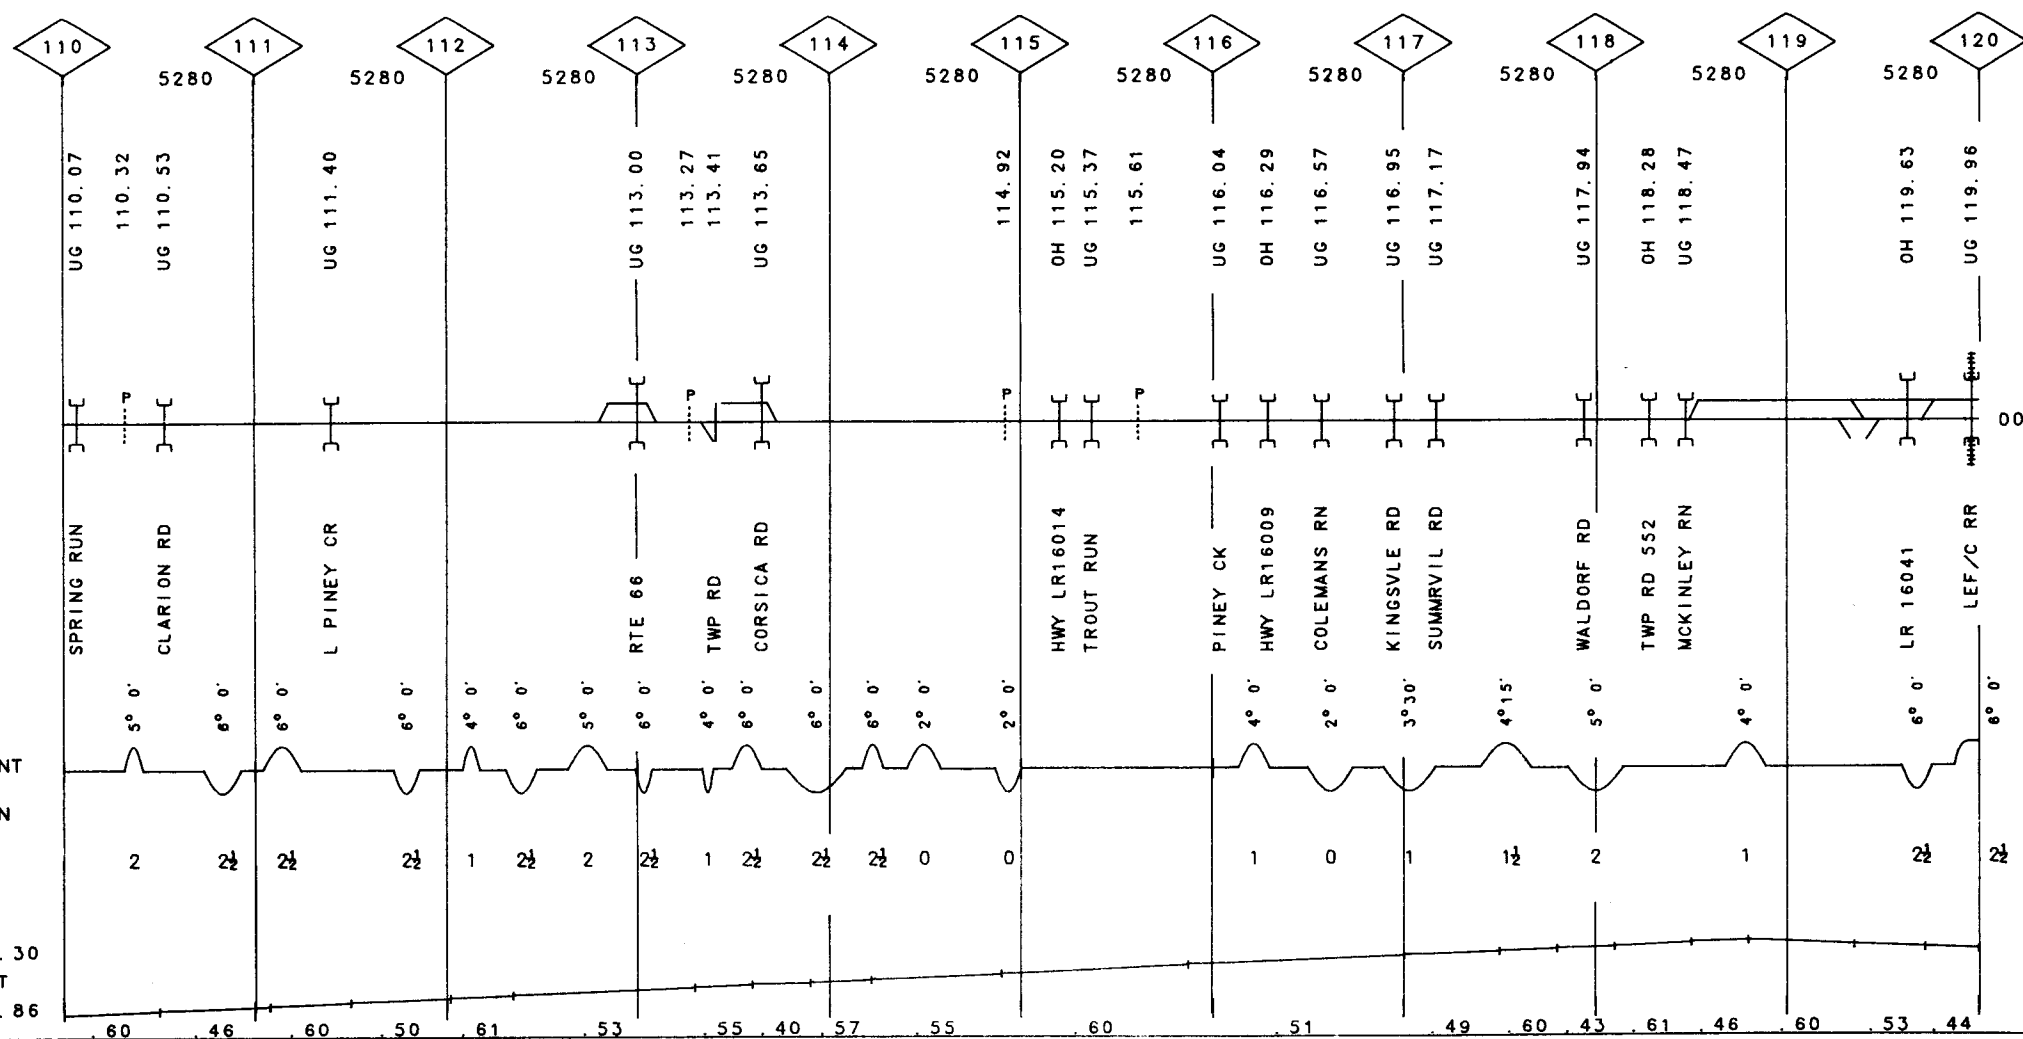 110 111 112 113 114 115 116 117 118 119 120
5280 5280 5280 5280 5280 5280 5280 5280 5280 5280
UG 110.07
110.32
UG 110.53
UG 111.40
UG 113.00
113.27
113.41
UG 113.65
114.92
OH 115.20
UG 115.37
115.61
UG 116.04
OH 116.29
UG 116.57
UG 116.95
UG 117.17
UG 117.94
OH 118.28
UG 118.47
OH 119.63
UG 119.96
P P P P
00
SPRING RUN
CLARION RD
L PINEY CR
RTE 66
TWP RD
CORSICA RD
HWY LR16014
TROUT RUN
PINEY CK
HWY LR16009
COLEMANS RN
KINGSVLE RD
SUMMRVIL RD
WALDORF RD
TWP RD 552
MCKINLEY RN
LR 16041
LEF/C RR
5° 0' 6° 0' 6° 0' 6° 0' 4° 0' 6° 0' 5° 0' 6° 0' 4° 0' 6° 0' 6° 0' 6° 0' 2° 0' 2° 0' 4° 0' 2° 0' 3°30' 4°15' 5° 0' 4° 0' 6° 0' 6° 0'
NT
N
2 2½ 2½ 2½ 1 2½ 2 2½ 1 2½ 2½ 2½ 0 0 1 0 1 1½ 2 1 2½ 2½
.30
T
.86
.60 .46 .60 .50 .61 .53 .55 .40 .57 .55 .60 .51 .49 .60 .43 .61 .46 .60 .53 .44